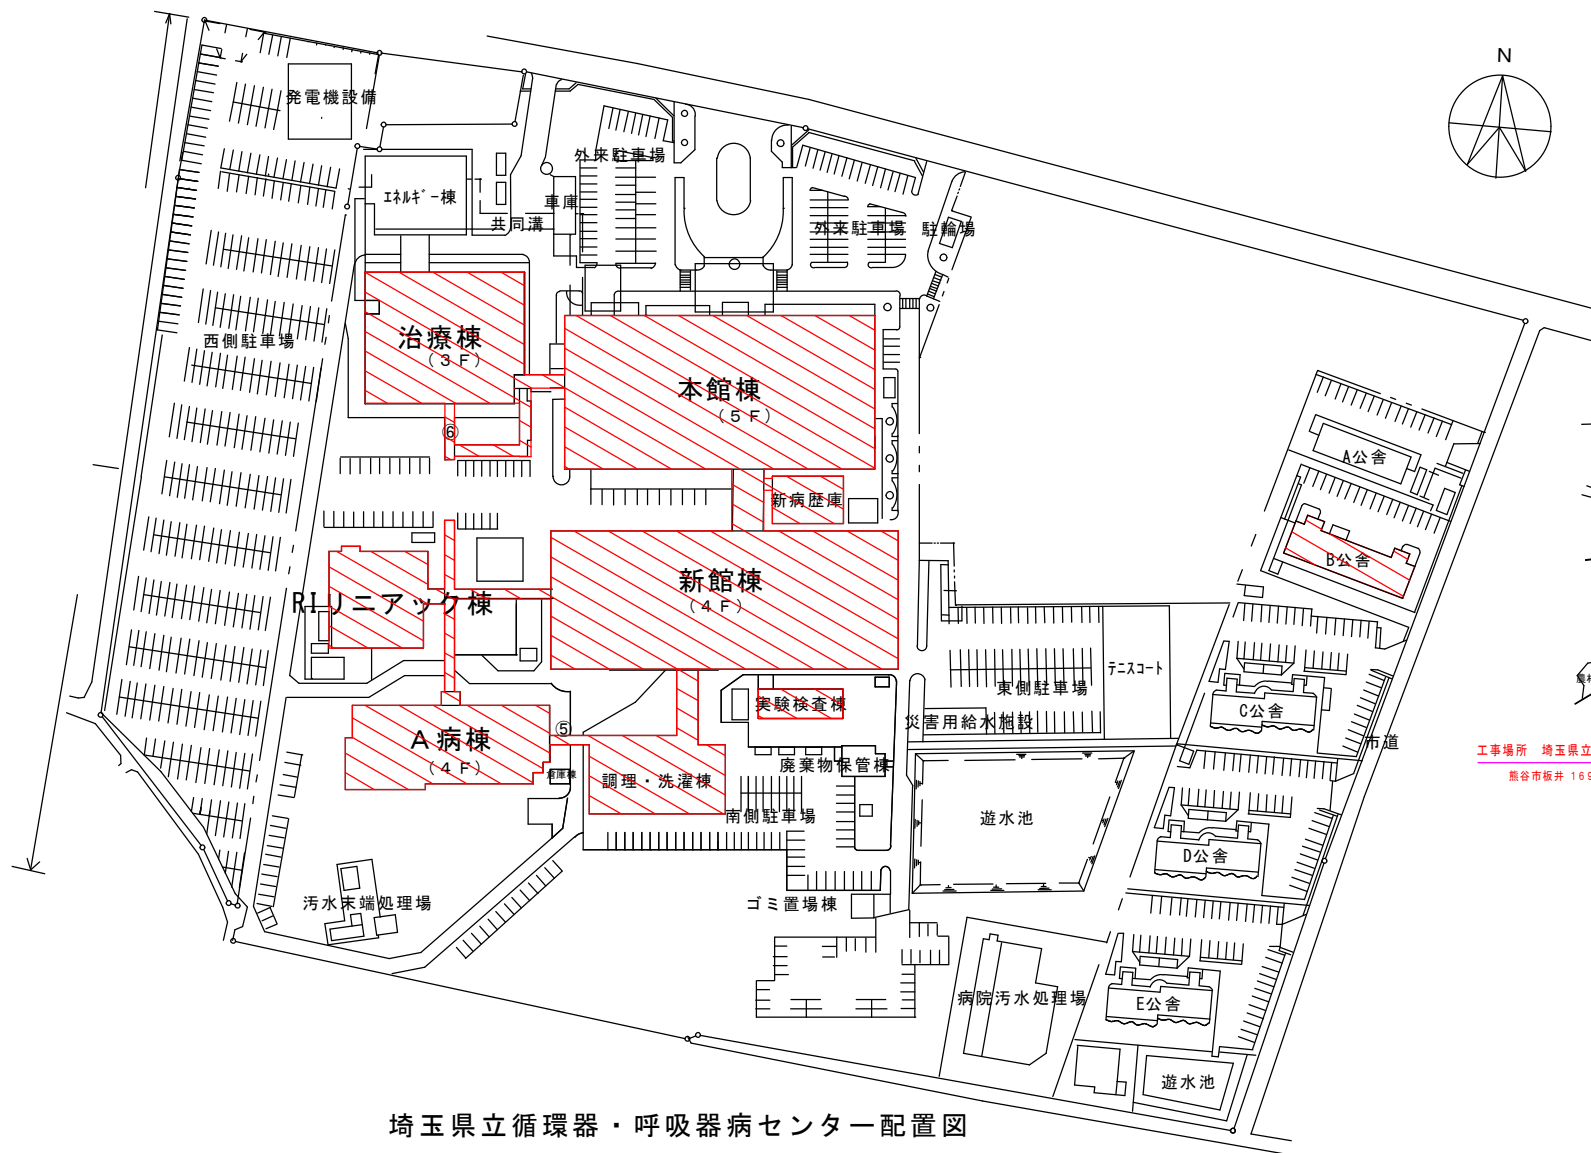 N
発電機設備
外来駐車場
エネルギー棟
車庫
共同溝
外来駐車場
駐輪場
西側駐車場
治療棟
(3F)
本館棟
(5F)
⑥
A公舎
新病歴庫
B公舎
新館棟
(4F)
RIリニアック棟
テニスコート
東側駐車場
実験検査棟
C公舎
災害用給水施設
市道
⑤
A病棟
(4F)
工事場所 埼玉県立
熊谷市板井 169
倉庫棟
調理・洗濯棟
廃棄物保管棟
南側駐車場
遊水池
D公舎
汚水末端処理場
ゴミ置場棟
病院汚水処理場
E公舎
遊水池
埼玉県立循環器・呼吸器病センター配置図